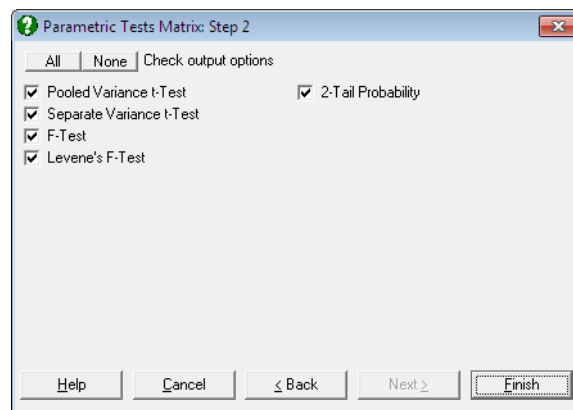 Parametric Tests Matrix: Step 2
All None Check output options
Pooled Variance t-Test
2-Tail Probability
Separate Variance t-Test
F-Test
Levene's F-Test
Help Cancel < Back Next > Finish